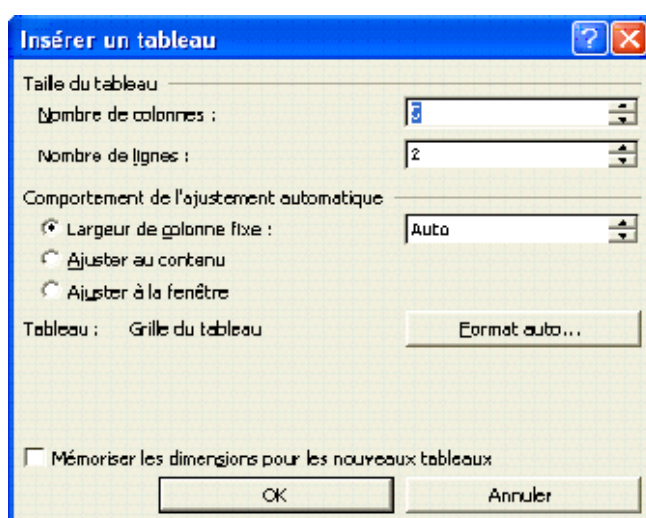 Insérer un tableau
Taille du tableau
Nombre de colonnes : 5
Nombre de lignes : 2
Comportement de l'ajustement automatique
Largeur de colonne fixe : Auto
Ajuster au contenu
Ajuster à la fenêtre
Tableau : Grille du tableau Format auto...
Mémoriser les dimensions pour les nouveaux tableaux
OK Annuler